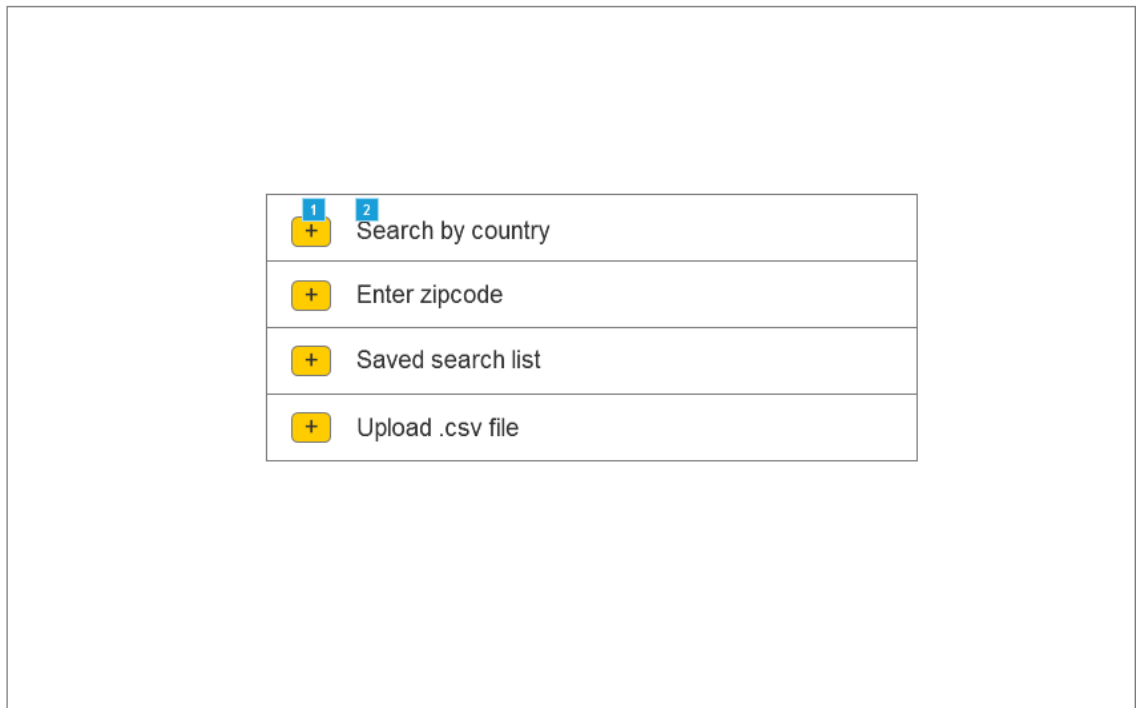 1 2
+ Search by country
+ Enter zipcode
+ Saved search list
+ Upload .csv file